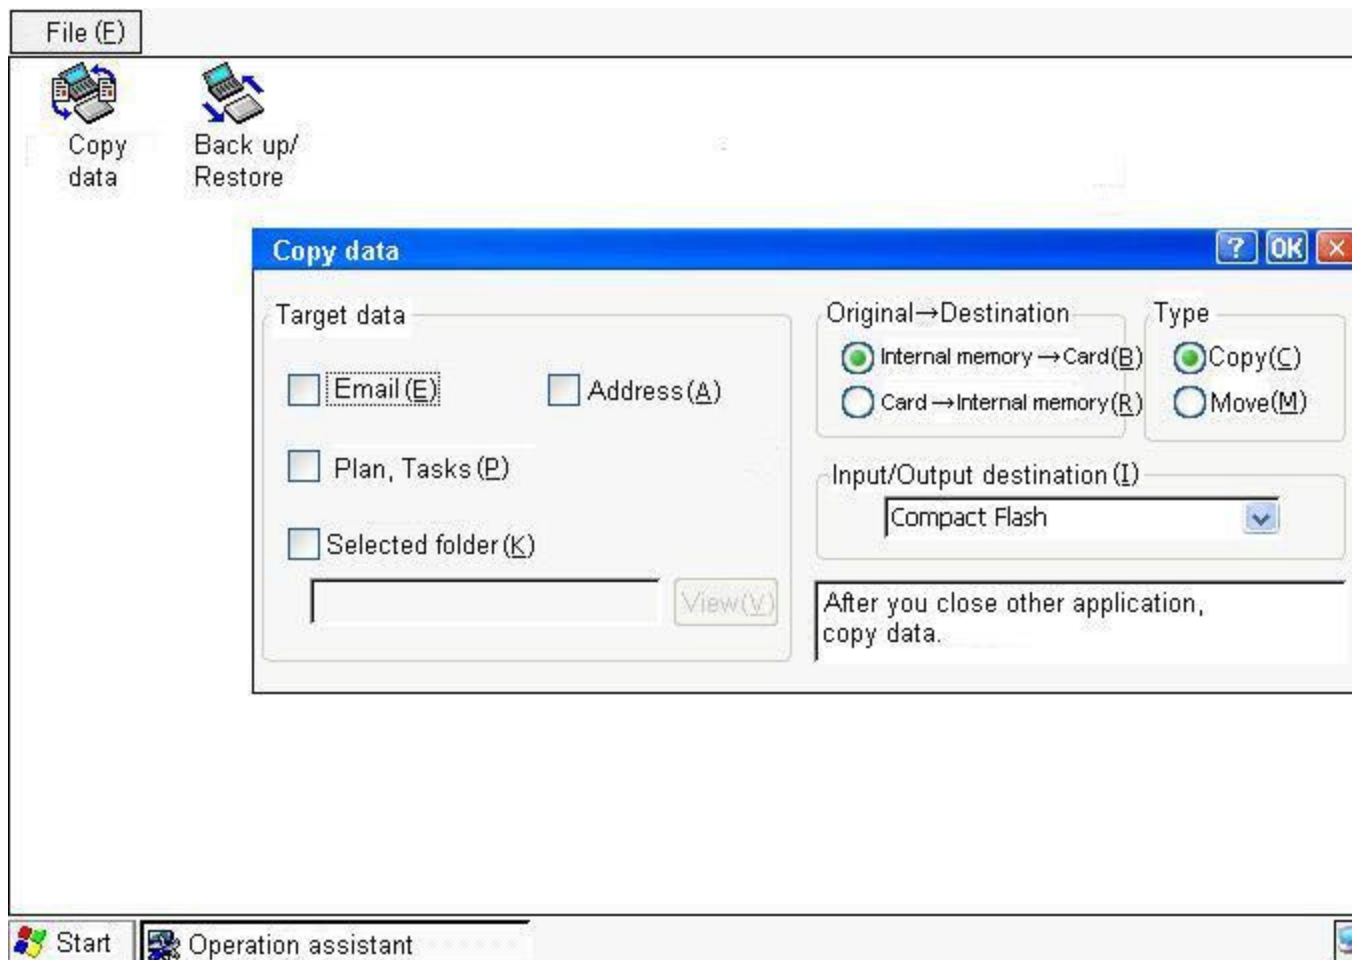 File (F)
Copy
data
Back up/
Restore
Copy data
? OK ×
Target data
Email(E)
Address(A)
Plan, Tasks(P)
Selected folder(K)
View(V)
Original→Destination
Internal memory →Card(B)
Card →Internal memory(R)
Type
Copy(C)
Move(M)
Input/Output destination(I)
Compact Flash
After you close other application,
copy data.
Start
Operation assistant